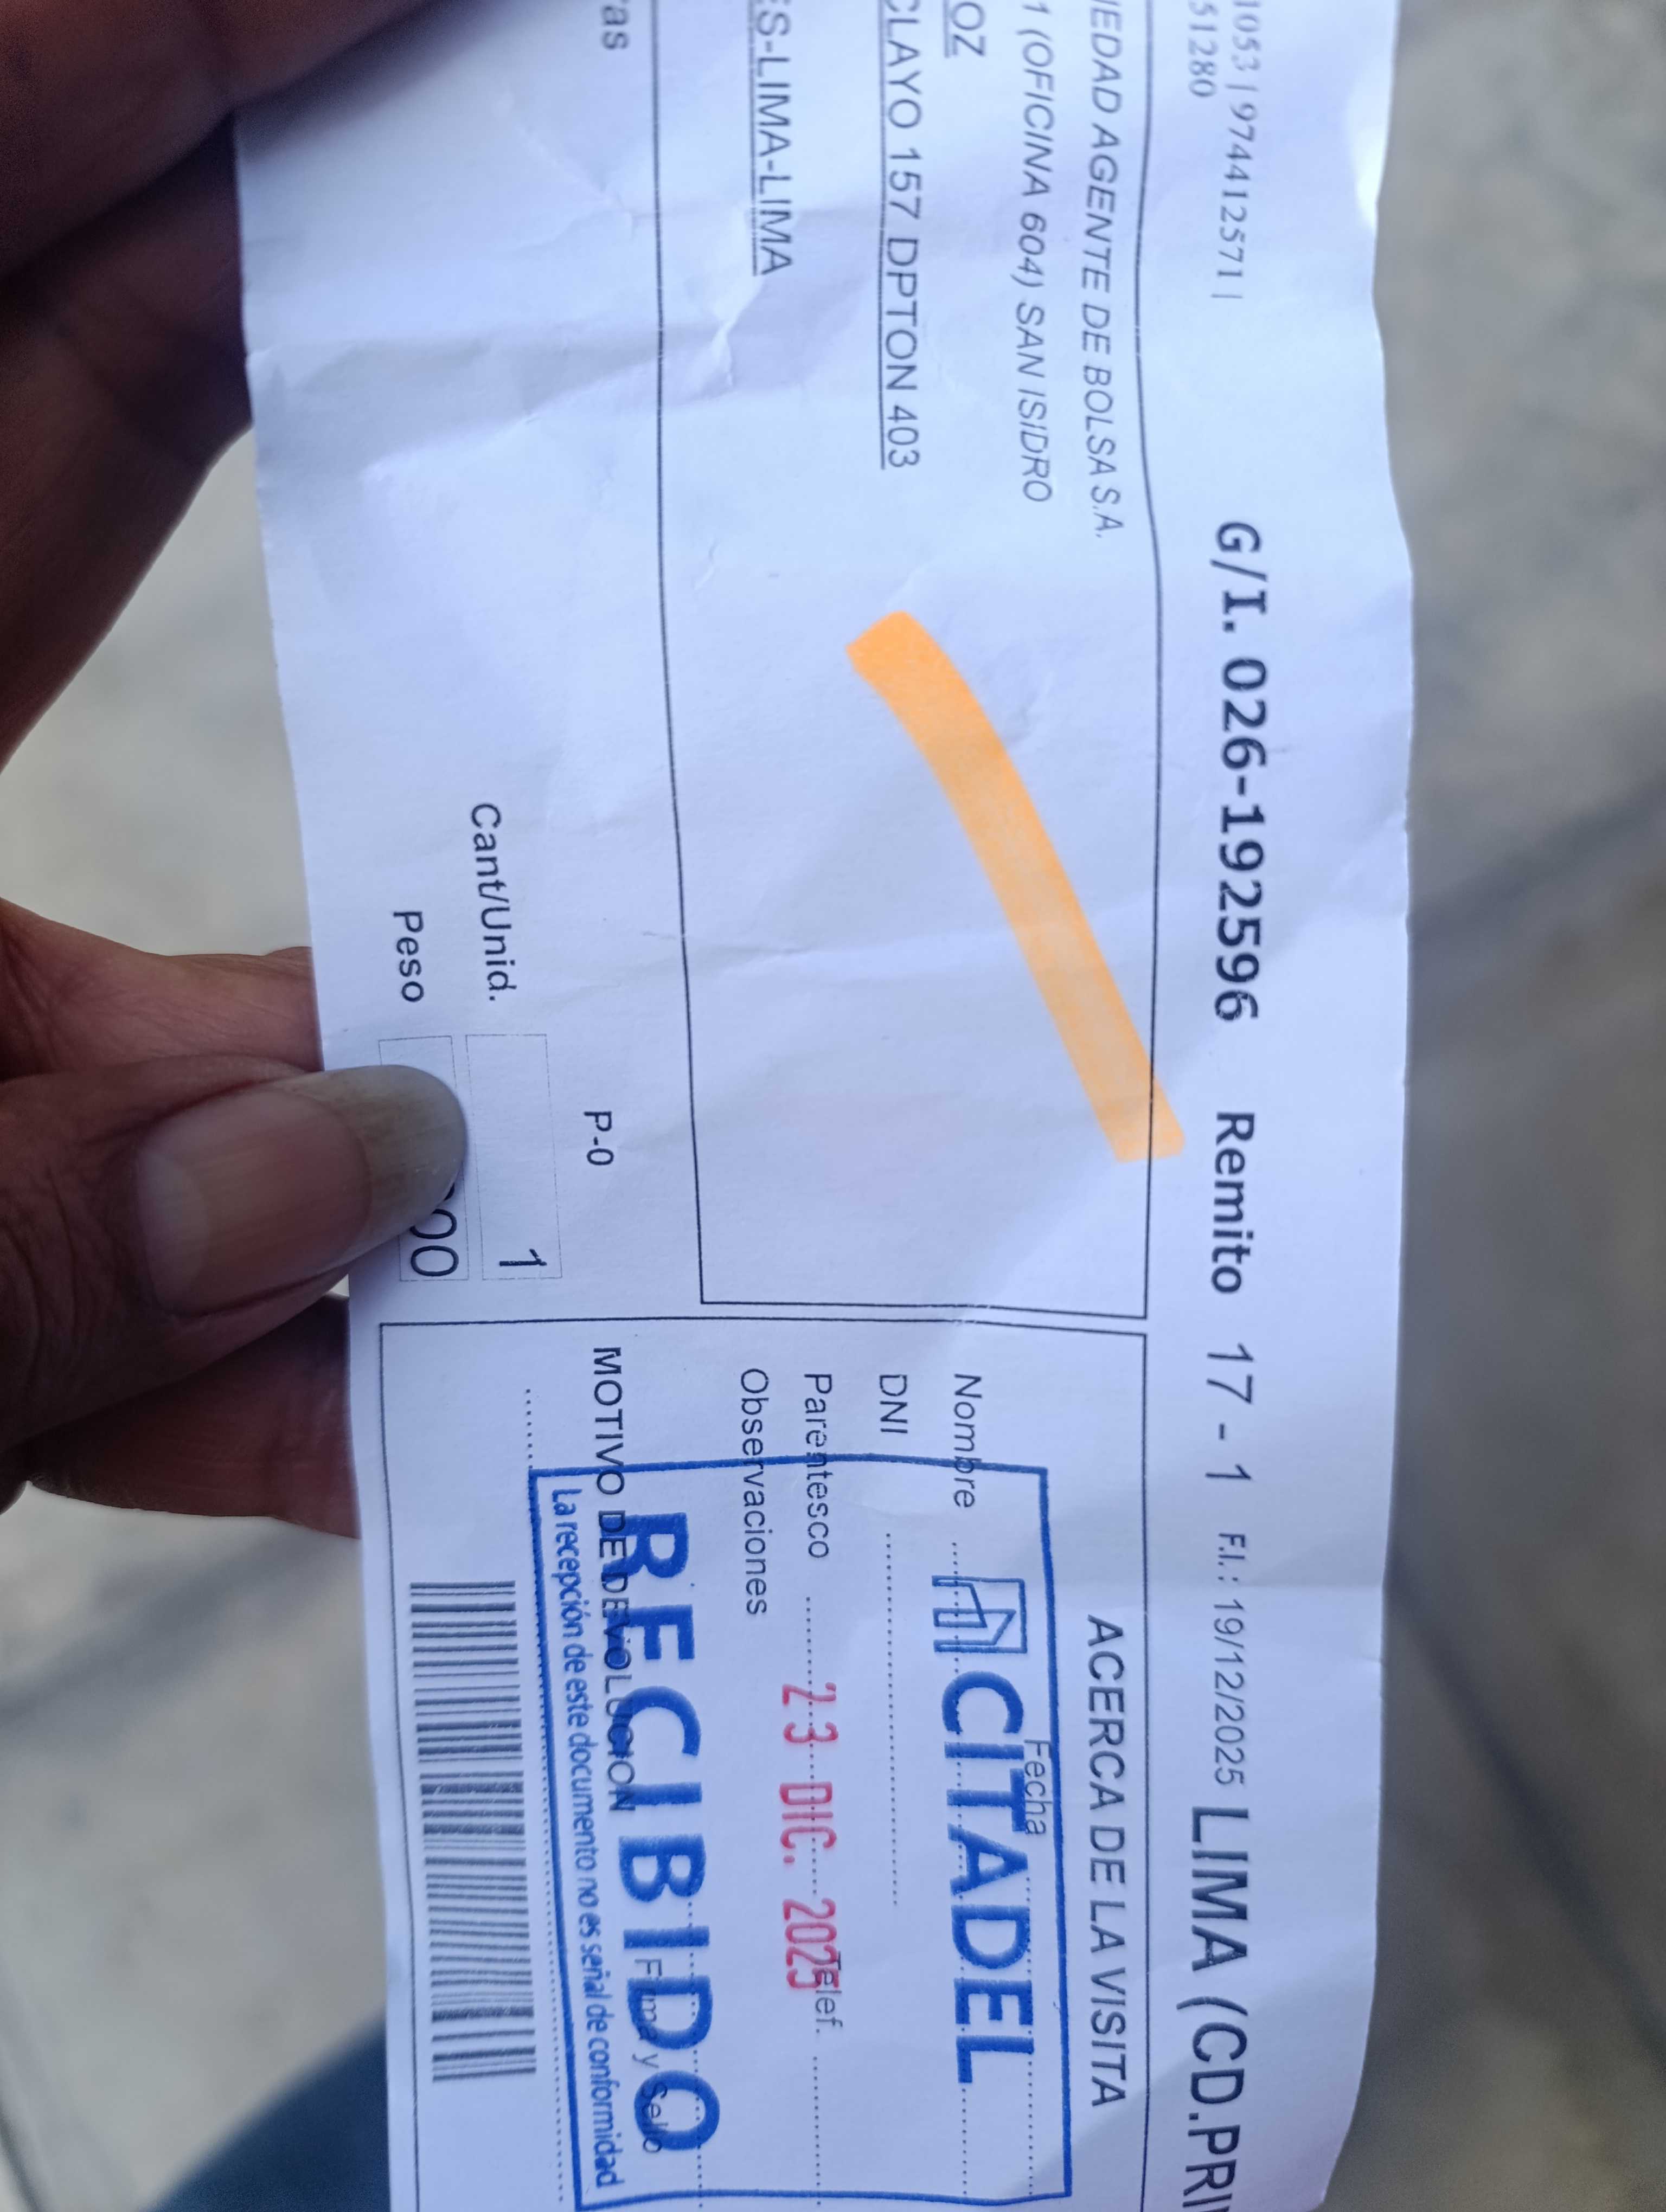 1053 | 974412571 |
51280
G/I. 026-192596 Remito 17 - 1 F.I.: 19/12/2025 LIMA (CD.PRI
IEDAD AGENTE DE BOLSA S.A.
1 (OFICINA 604) SAN ISIDRO
OZ
CLAYO 157 DPTON 403
ES-LIMA-LIMA
as
P-0
Cant/Unid. 1
Peso 00
ACERCA DE LA VISITA
Fecha
Nombre
CITADEL
DNI
Parentesco
23 DIC. 2025
Telef.
Observaciones
RECIBIDO
Firma y Sello
MOTIVO DE DEVOLUCION
La recepción de este documento no es señal de conformidad